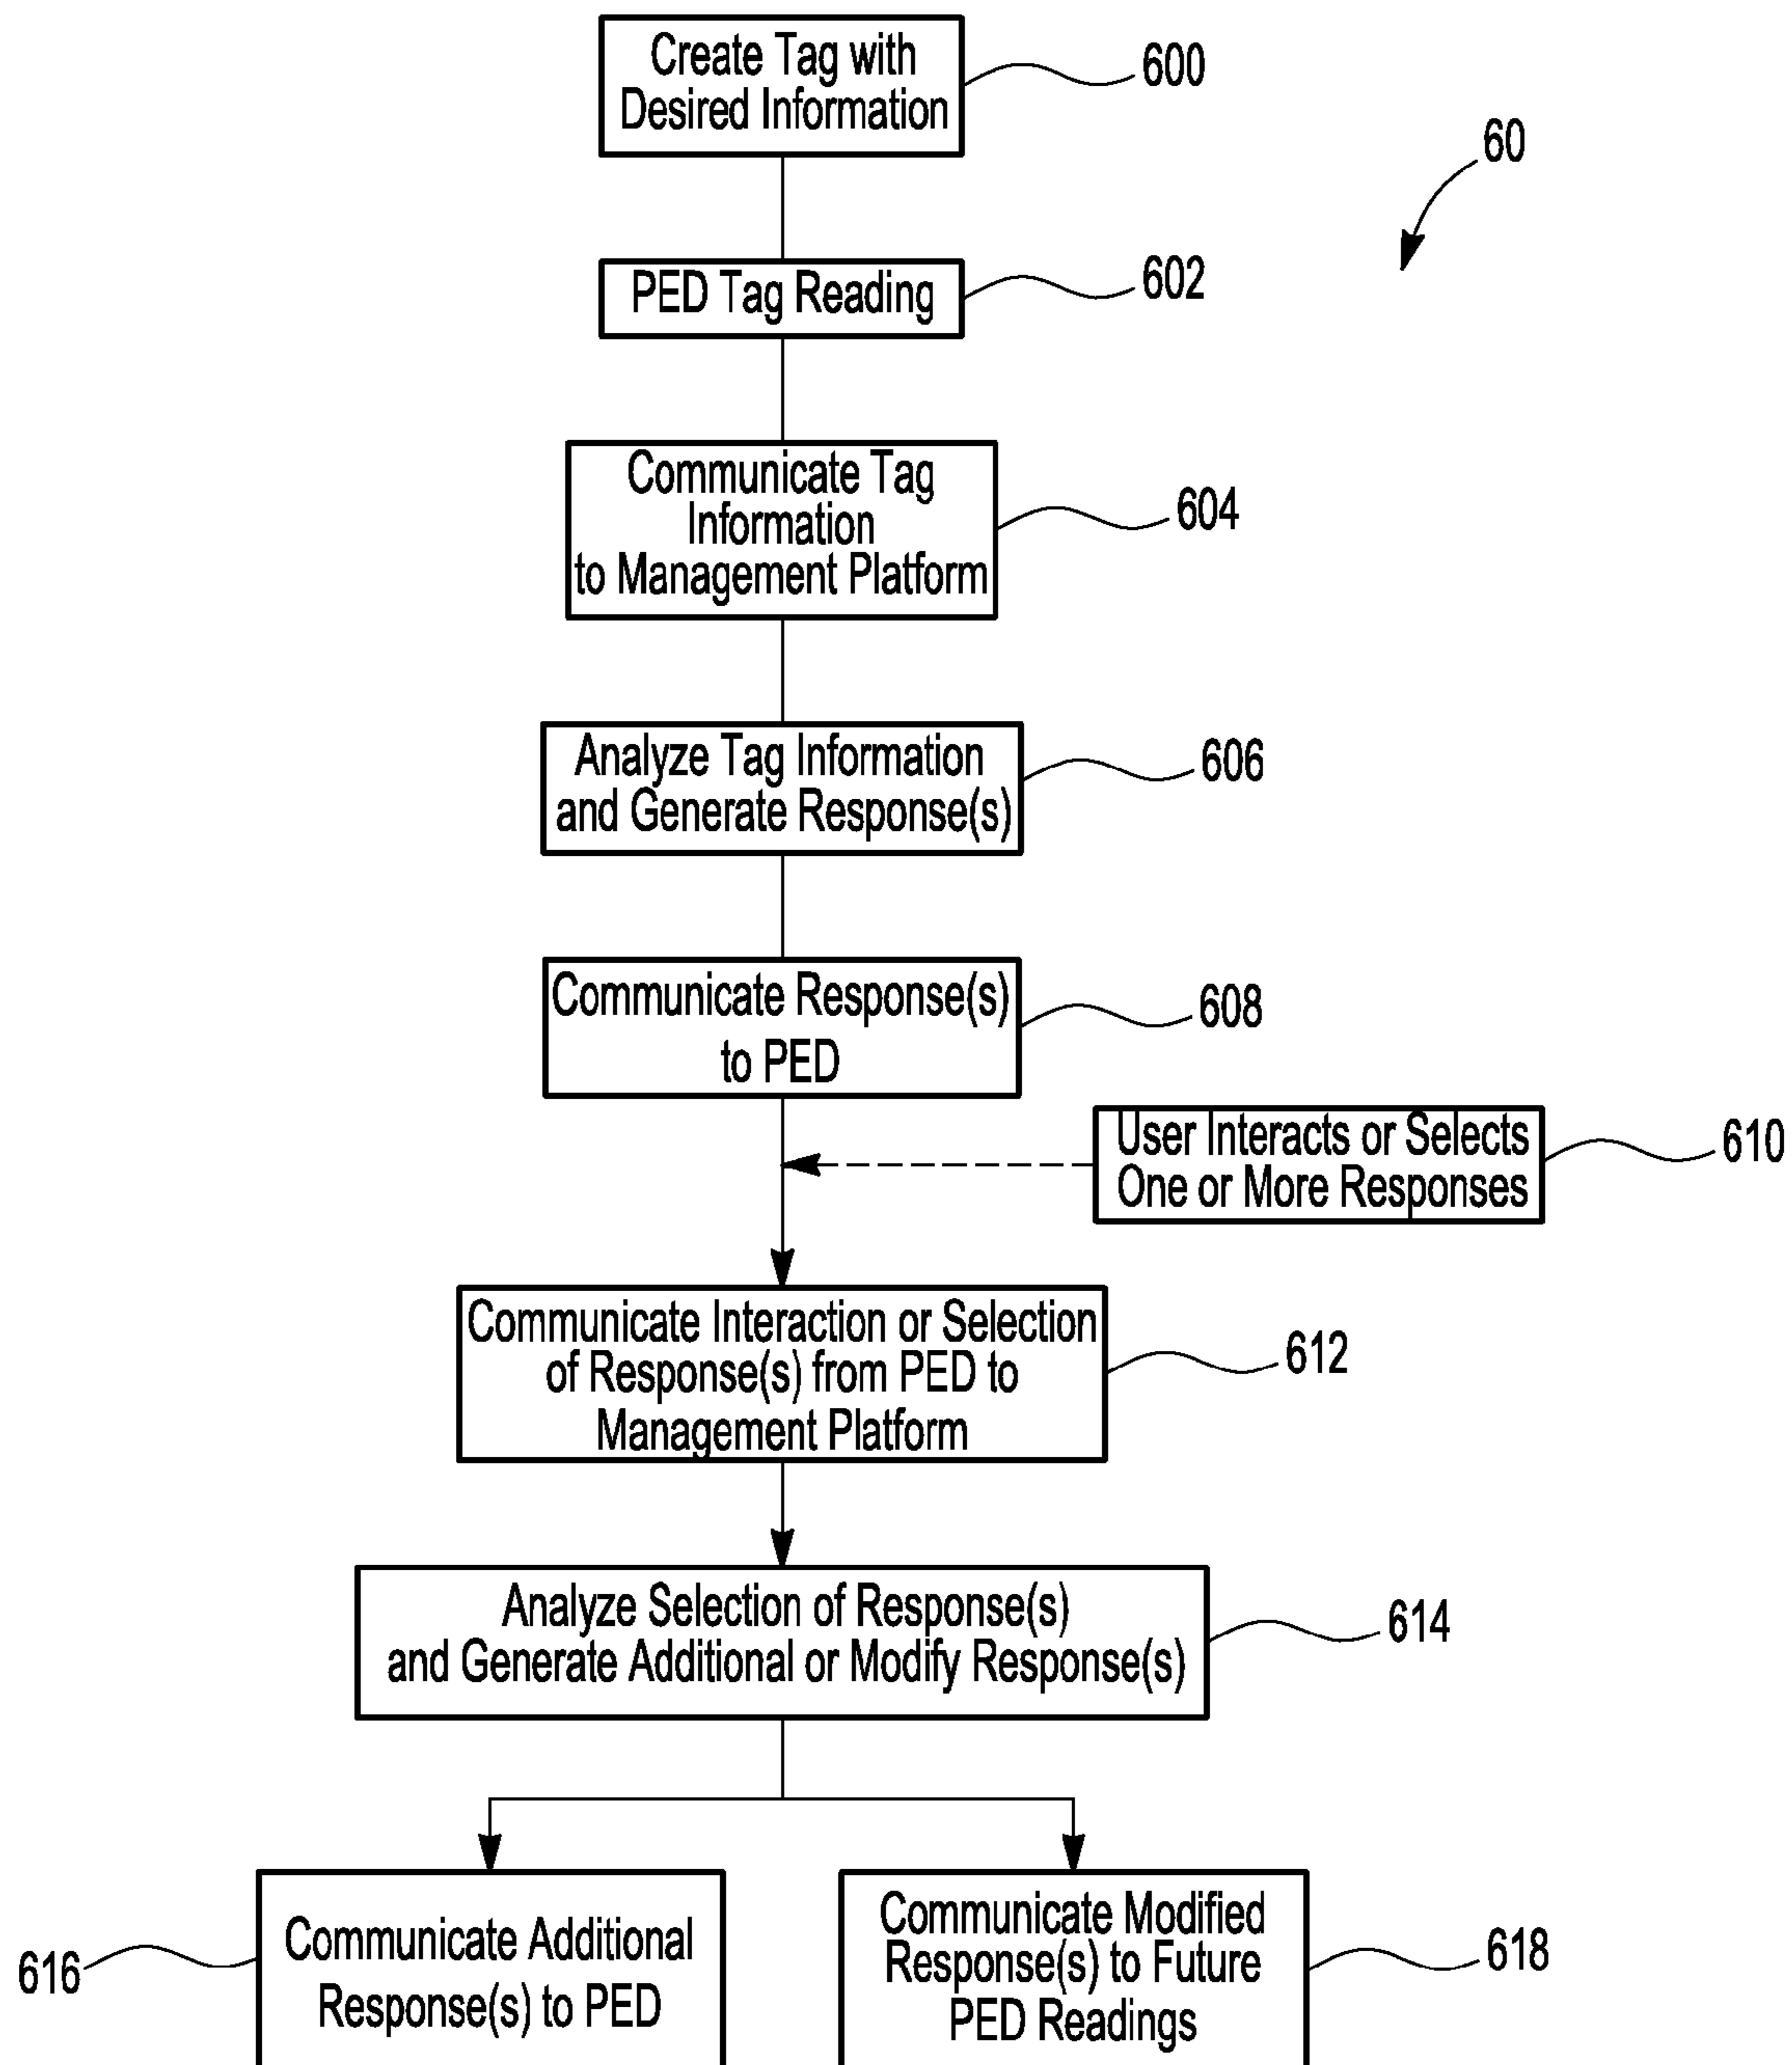 Create Tag with
Desired Information
600
60
PED Tag Reading
602
Communicate Tag
Information
to Management Platform
604
Analyze Tag Information
and Generate Response(s)
606
Communicate Response(s)
to PED
608
User Interacts or Selects
One or More Responses
610
Communicate Interaction or Selection
of Response(s) from PED to
Management Platform
612
Analyze Selection of Response(s)
and Generate Additional or Modify Response(s)
614
616
Communicate Additional
Response(s) to PED
Communicate Modified
Response(s) to Future
PED Readings
618